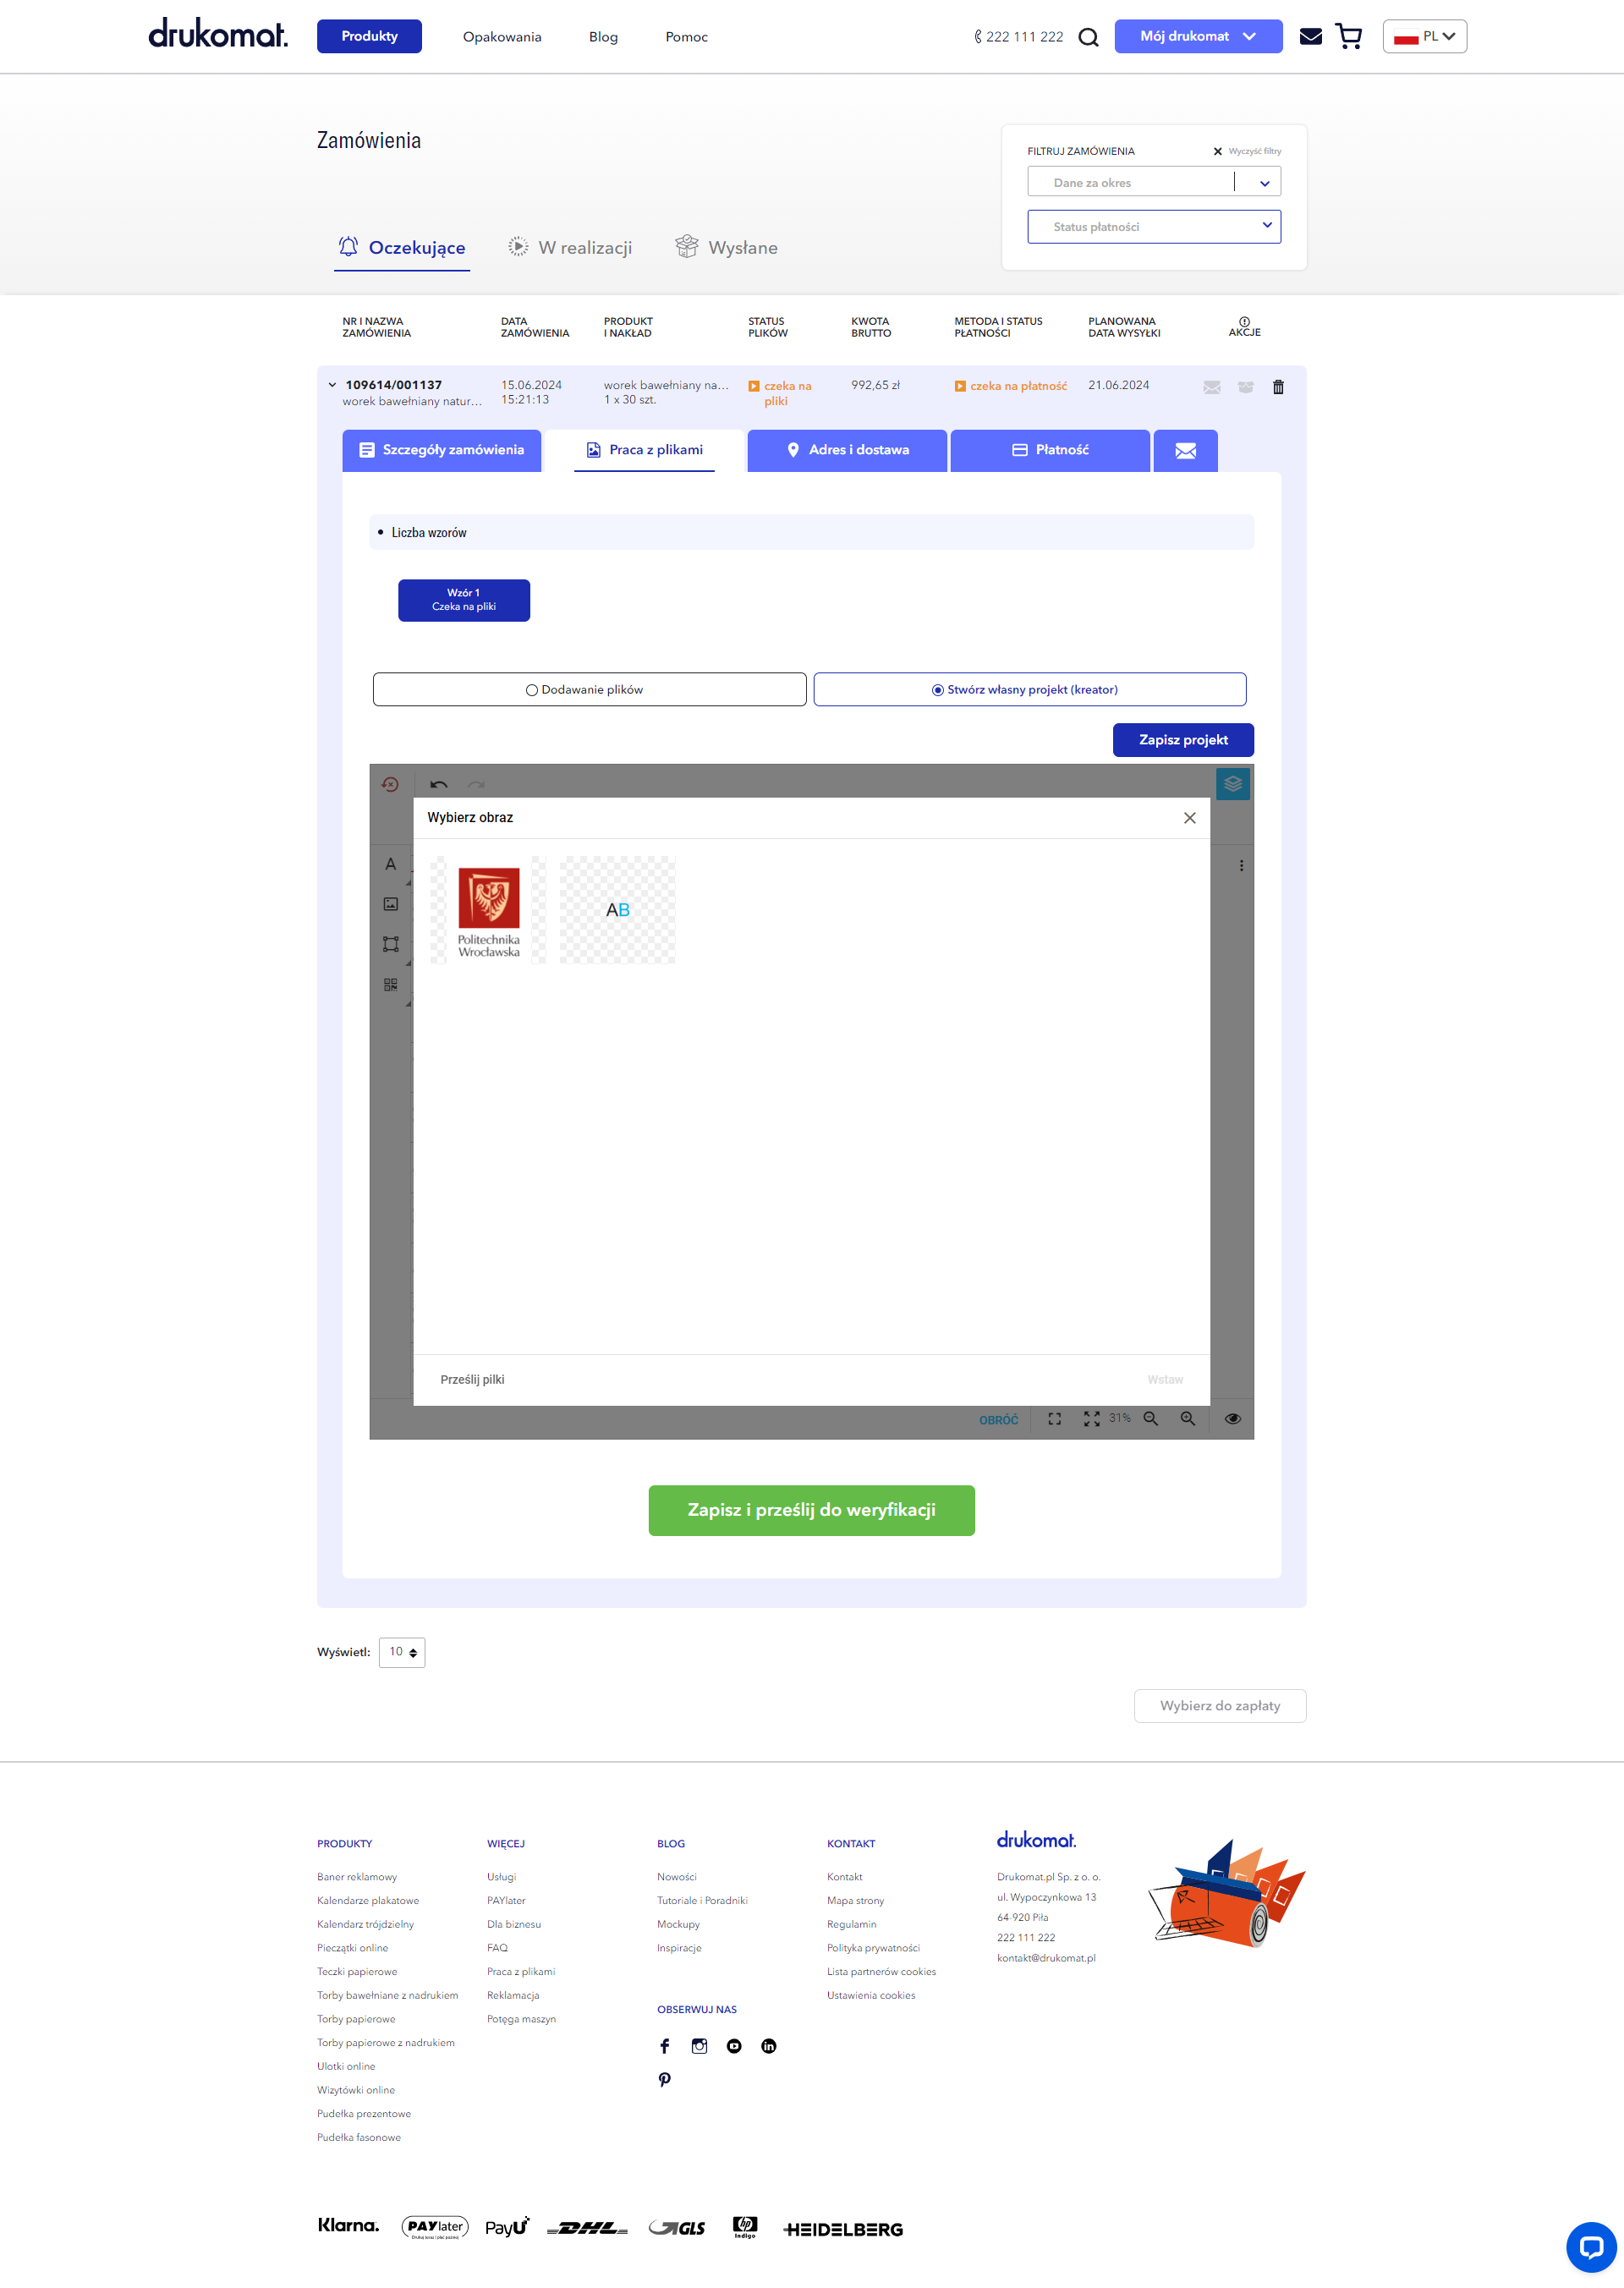 drukomat.
Produkty
Opakowania
Blog
Pomoc
222 111 222
Mój drukomat
PL
Zamówienia
FILTRUJ ZAMÓWIENIA
Wyczyść filtry
Dane za okres
Status płatności
Oczekujące
W realizacji
Wysłane
NR I NAZWA
ZAMÓWIENIA
DATA
ZAMÓWIENIA
PRODUKT
I NAKŁAD
STATUS
PLIKÓW
KWOTA
BRUTTO
METODA I STATUS
PŁATNOŚCI
PLANOWANA
DATA WYSYŁKI
AKCJE
109614/001137
worek bawełniany natur...
15.06.2024
15:21:13
worek bawełniany na...
1 x 30 szt.
czeka na
pliki
992,65 zł
czeka na płatność
21.06.2024
Szczegóły zamówienia
Praca z plikami
Adres i dostawa
Płatność
Liczba wzorów
Wzór 1
Czeka na pliki
Dodawanie plików
Stwórz własny projekt (kreator)
Zapisz projekt
Wybierz obraz
A
Politechnika
Wrocławska
AB
Prześlij pilki
Wstaw
OBRÓĆ
31%
Zapisz i prześlij do weryfikacji
Wyświetl:
10
Wybierz do zapłaty
PRODUKTY
Baner reklamowy
Kalendarze plakatowe
Kalendarz trójdzielny
Pieczątki online
Teczki papierowe
Torby bawełniane z nadrukiem
Torby papierowe
Torby papierowe z nadrukiem
Ulotki online
Wizytówki online
Pudełka prezentowe
Pudełka fasonowe
WIĘCEJ
Usługi
PAYlater
Dla biznesu
FAQ
Praca z plikami
Reklamacja
Potęga maszyn
BLOG
Nowości
Tutoriale i Poradniki
Mockupy
Inspiracje
OBSERWUJ NAS
KONTAKT
Kontakt
Mapa strony
Regulamin
Polityka prywatności
Lista partnerów cookies
Ustawienia cookies
drukomat.
Drukomat.pl Sp. z o. o.
ul. Wypoczynkowa 13
64-920 Piła
222 111 222
kontakt@drukomat.pl
Klarna.
PAYlater
PayU
DHL
GLS
hp
indigo
HEIDELBERG